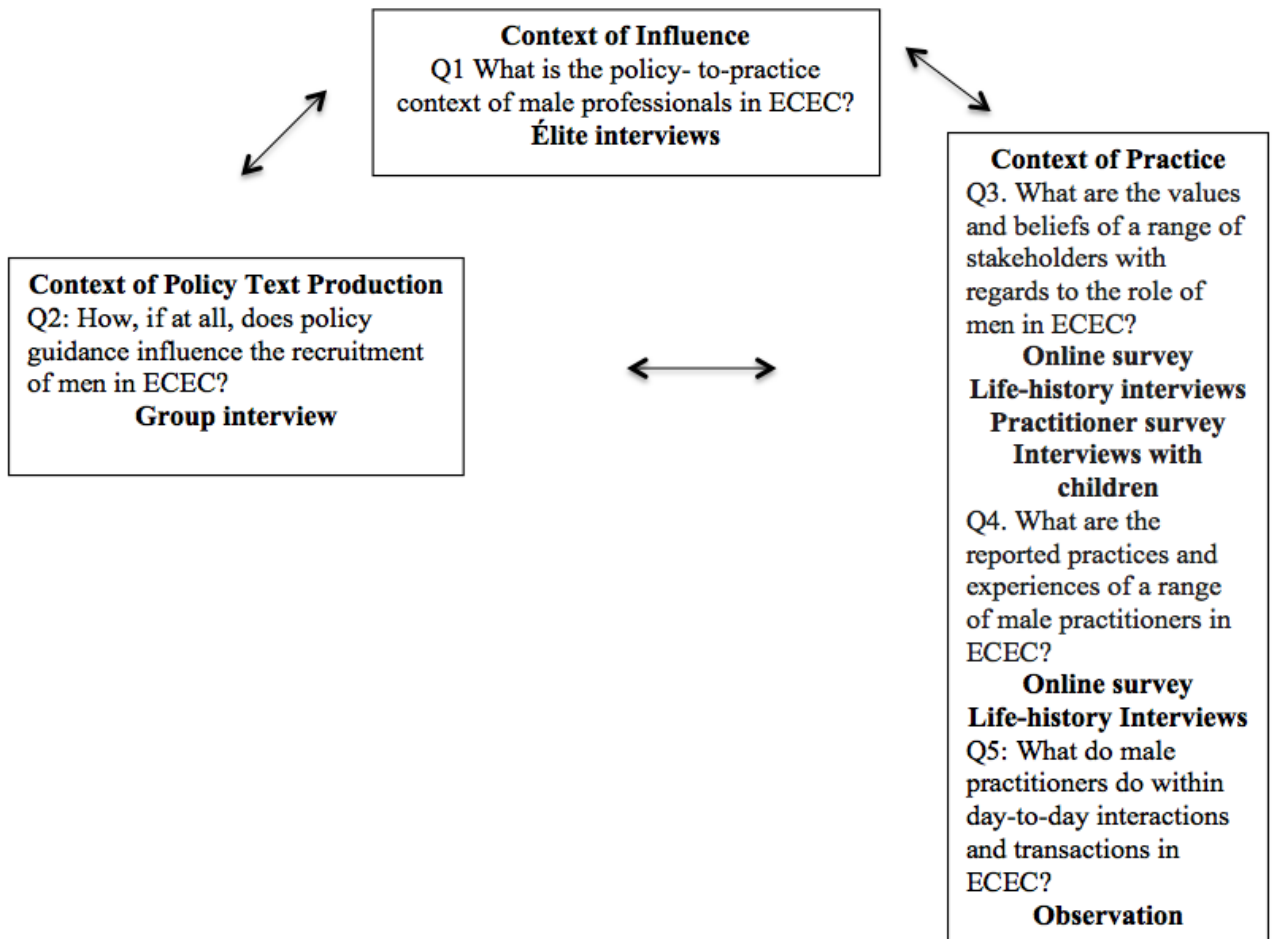 Context of Influence
Q1 What is the policy- to-practice
context of male professionals in ECEC?
Élite interviews
Context of Policy Text Production
Q2: How, if at all, does policy
guidance influence the recruitment
of men in ECEC?
Group interview
Context of Practice
Q3. What are the values
and beliefs of a range of
stakeholders with
regards to the role of
men in ECEC?
Online survey
Life-history interviews
Practitioner survey
Interviews with
children
Q4. What are the
reported practices and
experiences of a range
of male practitioners in
ECEC?
Online survey
Life-history Interviews
Q5: What do male
practitioners do within
day-to-day interactions
and transactions in
ECEC?
Observation